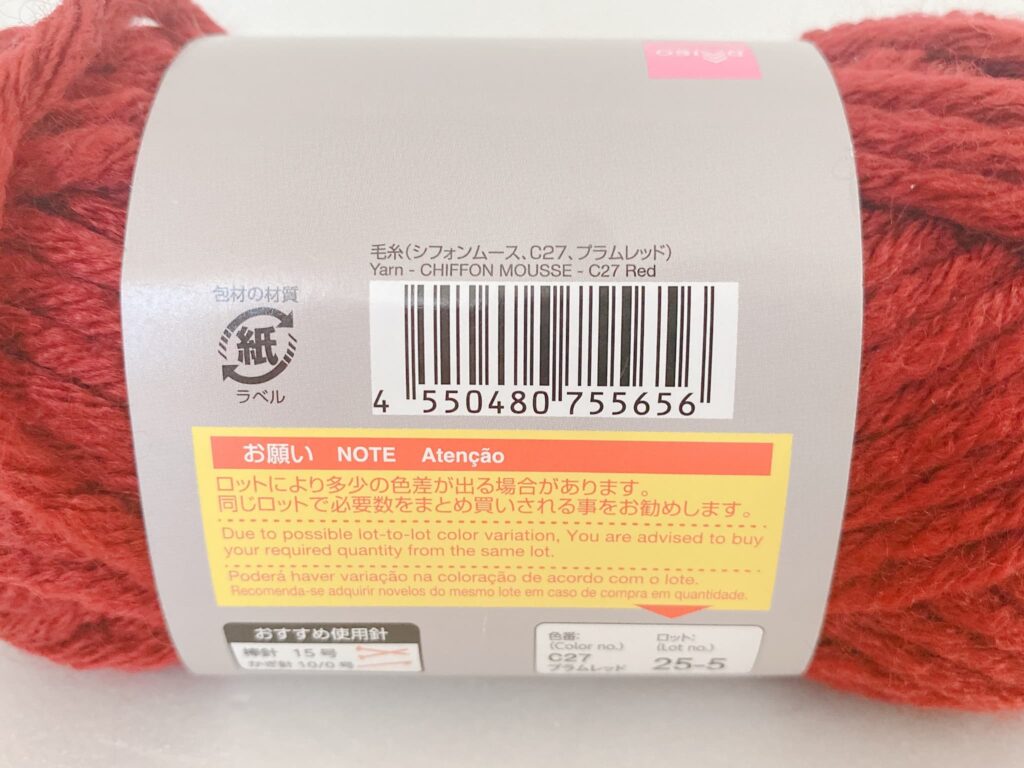 毛糸(シフォンムース、C27、プラムレッド)
Yarn - CHIFFON MOUSSE - C27 Red
包材の材質
紙
ラベル
4 550480 755656
お願い NOTE Atenção
ロットにより多少の色差が出る場合があります。
同じロットで必要数をまとめ買いされる事をお勧めします。
Due to possible lot-to-lot color variation, You are advised to buy
your required quantity from the same lot.
Poderá haver variação na coloração de acordo com o lote.
Recomenda-se adquirir novelos do mesmo lote em caso de compra em quantidade.
おすすめ使用針
棒針 15号
かぎ針 10/0号
色番:
(Color no.)
C27
プラムレッド
ロット:
(Lot no.)
25-5